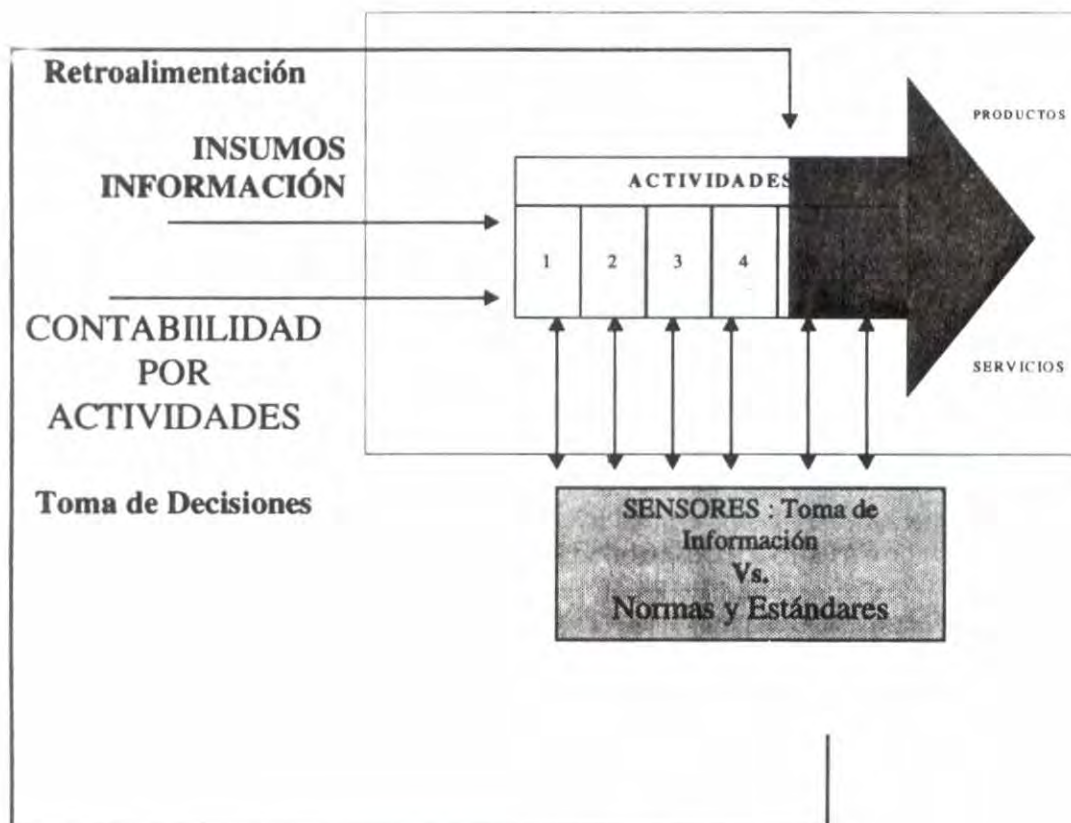 Retroalimentación
PRODUCTOS
INSUMOS
INFORMACIÓN
ACTIVIDADES
1 2 3 4
CONTABIILIDAD
POR
ACTIVIDADES
SERVICIOS
Toma de Decisiones
SENSORES : Toma de
Información
Vs.
Normas y Estándares